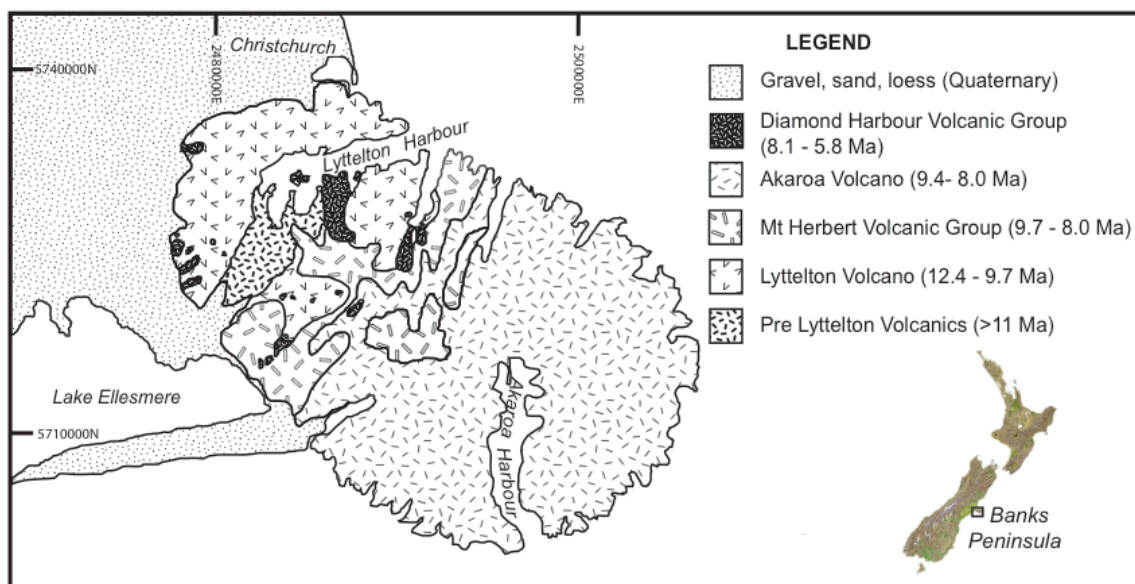 Christchurch
2480000E
2500000E
5740000N
Lyttelton Harbour
Lake Ellesmere
5710000N
Akaroa Harbour
LEGEND
Gravel, sand, loess (Quaternary)
Diamond Harbour Volcanic Group
(8.1 - 5.8 Ma)
Akaroa Volcano (9.4- 8.0 Ma)
Mt Herbert Volcanic Group (9.7 - 8.0 Ma)
Lyttelton Volcano (12.4 - 9.7 Ma)
Pre Lyttelton Volcanics (>11 Ma)
Banks
Peninsula